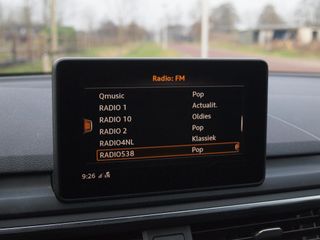 Radio: FM
Qmusic Pop
RADIO 1 Actualit.
RADIO 10 Oldies
RADIO 2 Pop
RADIO4NL Klassiek
RADIO538 Pop
9:26